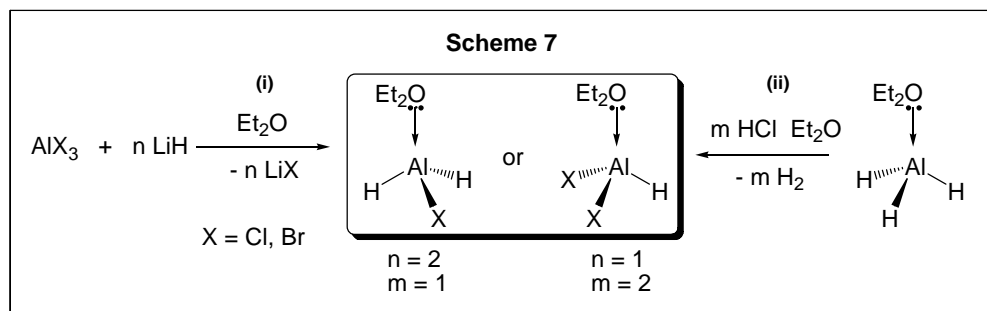 Scheme 7
(i)
AlX3 + n LiH
Et2O
- n LiX
X = Cl, Br
Et2O
Al
H
H
X
n = 2
m = 1
or
Et2O
Al
X
X
H
n = 1
m = 2
(ii)
m HCl Et2O
- m H2
Et2O
Al
H
H
H